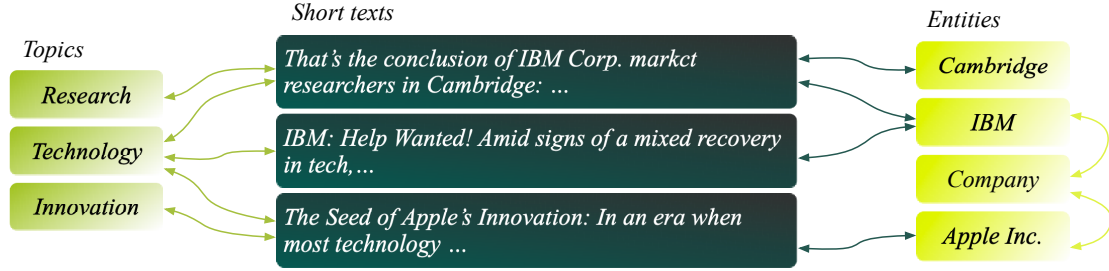 Short texts
Entities
Topics
That's the conclusion of IBM Corp. markct
researchers in Cambridge: …
Cambridge
Research
IBM
Technology
IBM: Help Wanted! Amid signs of a mixed recovery
in tech,…
Company
Innovation
The Seed of Apple's Innovation: In an era when
most technology …
Apple Inc.